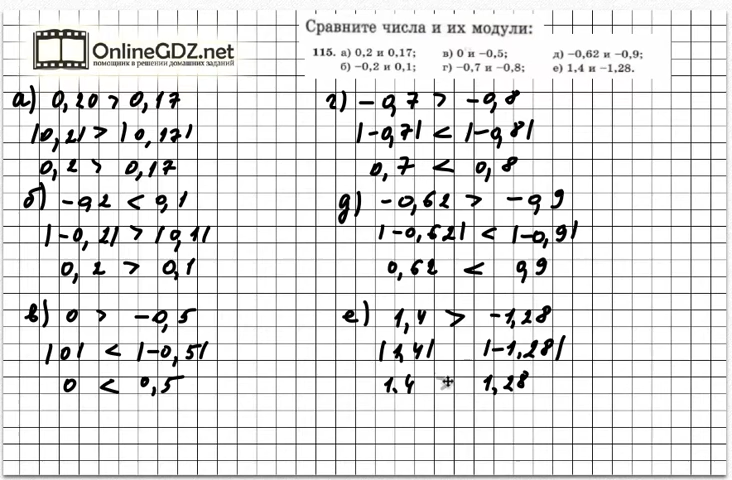 OnlineGDZ.net
помощник в решении домашних заданий
Сравните числа и их модули:
115. а) 0,2 и 0,17; в) 0 и −0,5; д) −0,62 и −0,9;
б) −0,2 и 0,1; г) −0,7 и −0,8; е) 1,4 и −1,28.
а) 0,20 > 0,17
|0,2| > |0,17|
0,2 > 0,17
б) −0,2 < 0,1
|−0,2| > |0,1|
0,2 > 0,1
в) 0 > −0,5
|0| < |−0,5|
0 < 0,5
г) −0,7 > −0,8
|−0,7| < |−0,8|
0,7 < 0,8
д) −0,62 > −0,9
|−0,62| < |−0,9|
0,62 < 0,9
е) 1,4 > −1,28
|1,4| |−1,28|
1.4 1,28